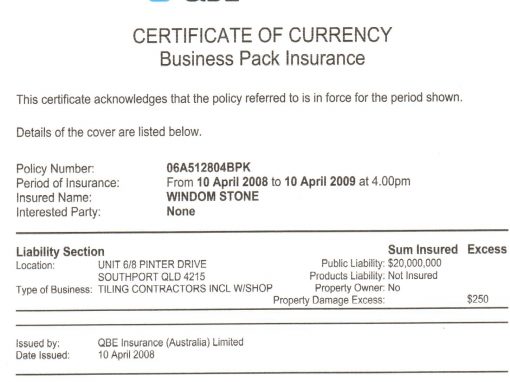 QBE
CERTIFICATE OF CURRENCY
Business Pack Insurance
This certificate acknowledges that the policy referred to is in force for the period shown.
Details of the cover are listed below.
Policy Number: 06A512804BPK
Period of Insurance: From 10 April 2008 to 10 April 2009 at 4.00pm
Insured Name: WINDOM STONE
Interested Party: None
Liability Section Sum Insured Excess
Location: UNIT 6/8 PINTER DRIVE Public Liability: $20,000,000
SOUTHPORT QLD 4215 Products Liability: Not Insured
Type of Business: TILING CONTRACTORS INCL W/SHOP Property Owner: No
Property Damage Excess: $250
Issued by: QBE Insurance (Australia) Limited
Date Issued: 10 April 2008